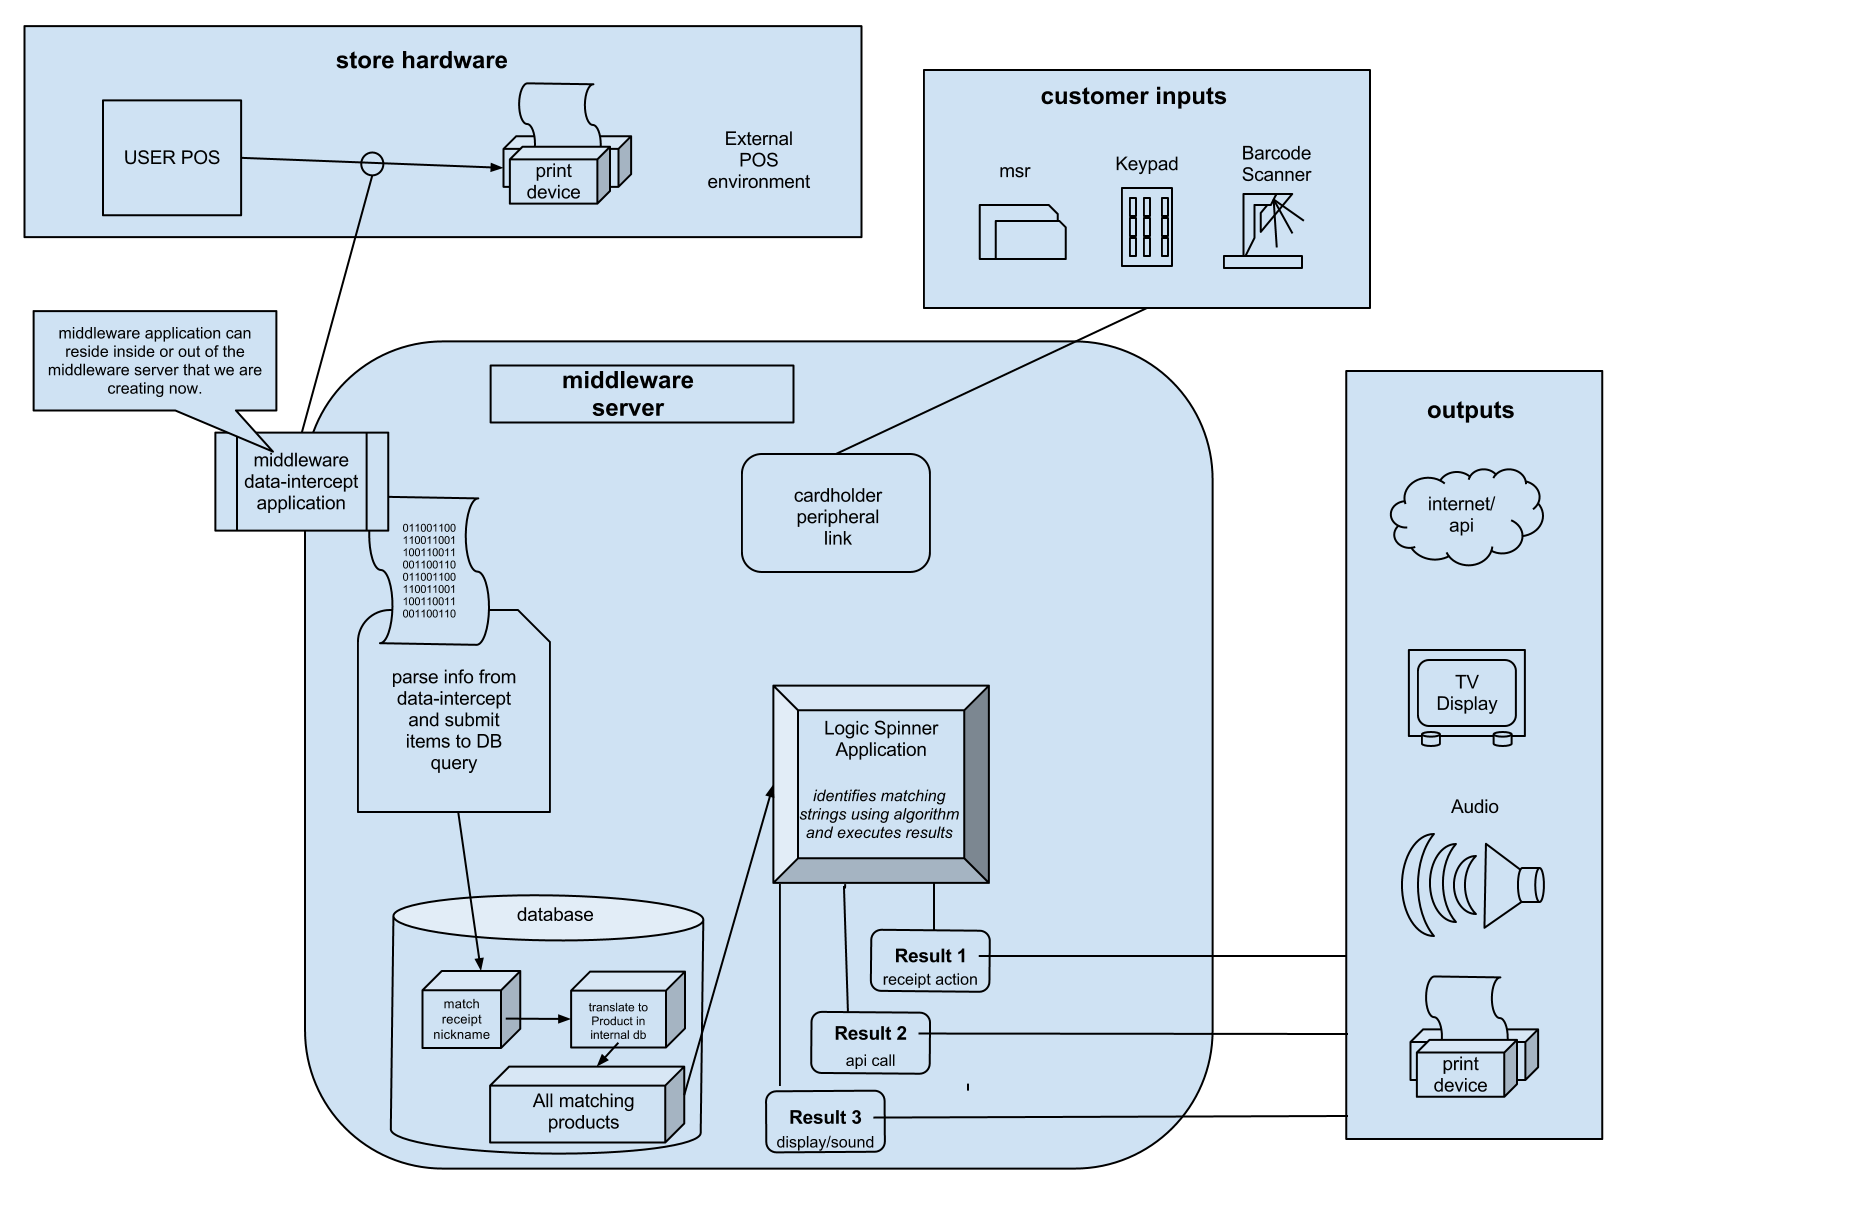 store hardware
USER POS
print
device
External
POS
environment
customer inputs
msr
Keypad
Barcode
Scanner
middleware application can
reside inside or out of the
middleware server that we are
creating now.
middleware
server
middleware
data-intercept
application
cardholder
peripheral
link
011001100
110011001
100110011
001100110
011001100
110011001
100110011
001100110
parse info from
data-intercept
and submit
items to DB
query
Logic Spinner
Application
identifies matching
strings using algorithm
and executes results
database
match
receipt
nickname
translate to
Product in
internal db
All matching
products
Result 1
receipt action
Result 2
api call
Result 3
display/sound
outputs
internet/
api
TV
Display
Audio
print
device